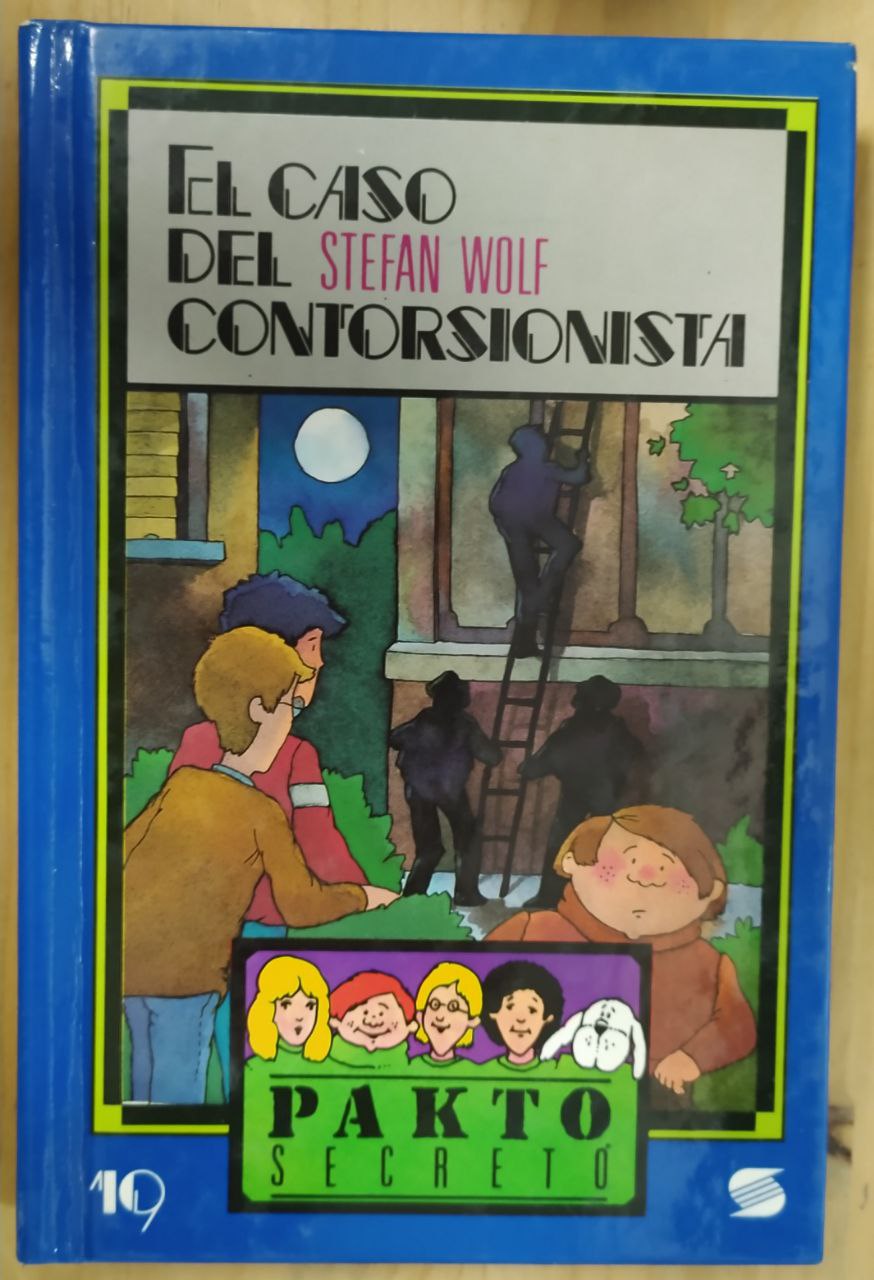 EL CASO
DEL STEFAN WOLF
CONTORSIONISTA
PAKTO
SECRETO
19
S